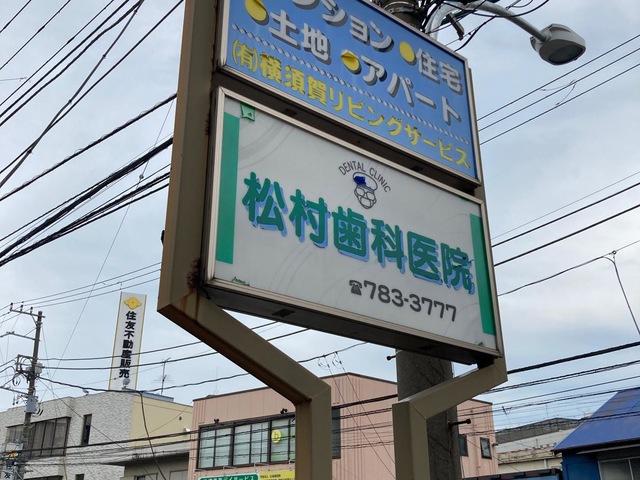 ンション ●住宅
●土地 ●アパート
(有)横須賀リビングサービス
DENTAL CLINIC
松村歯科医院
☎783-3777
住友不動産販売